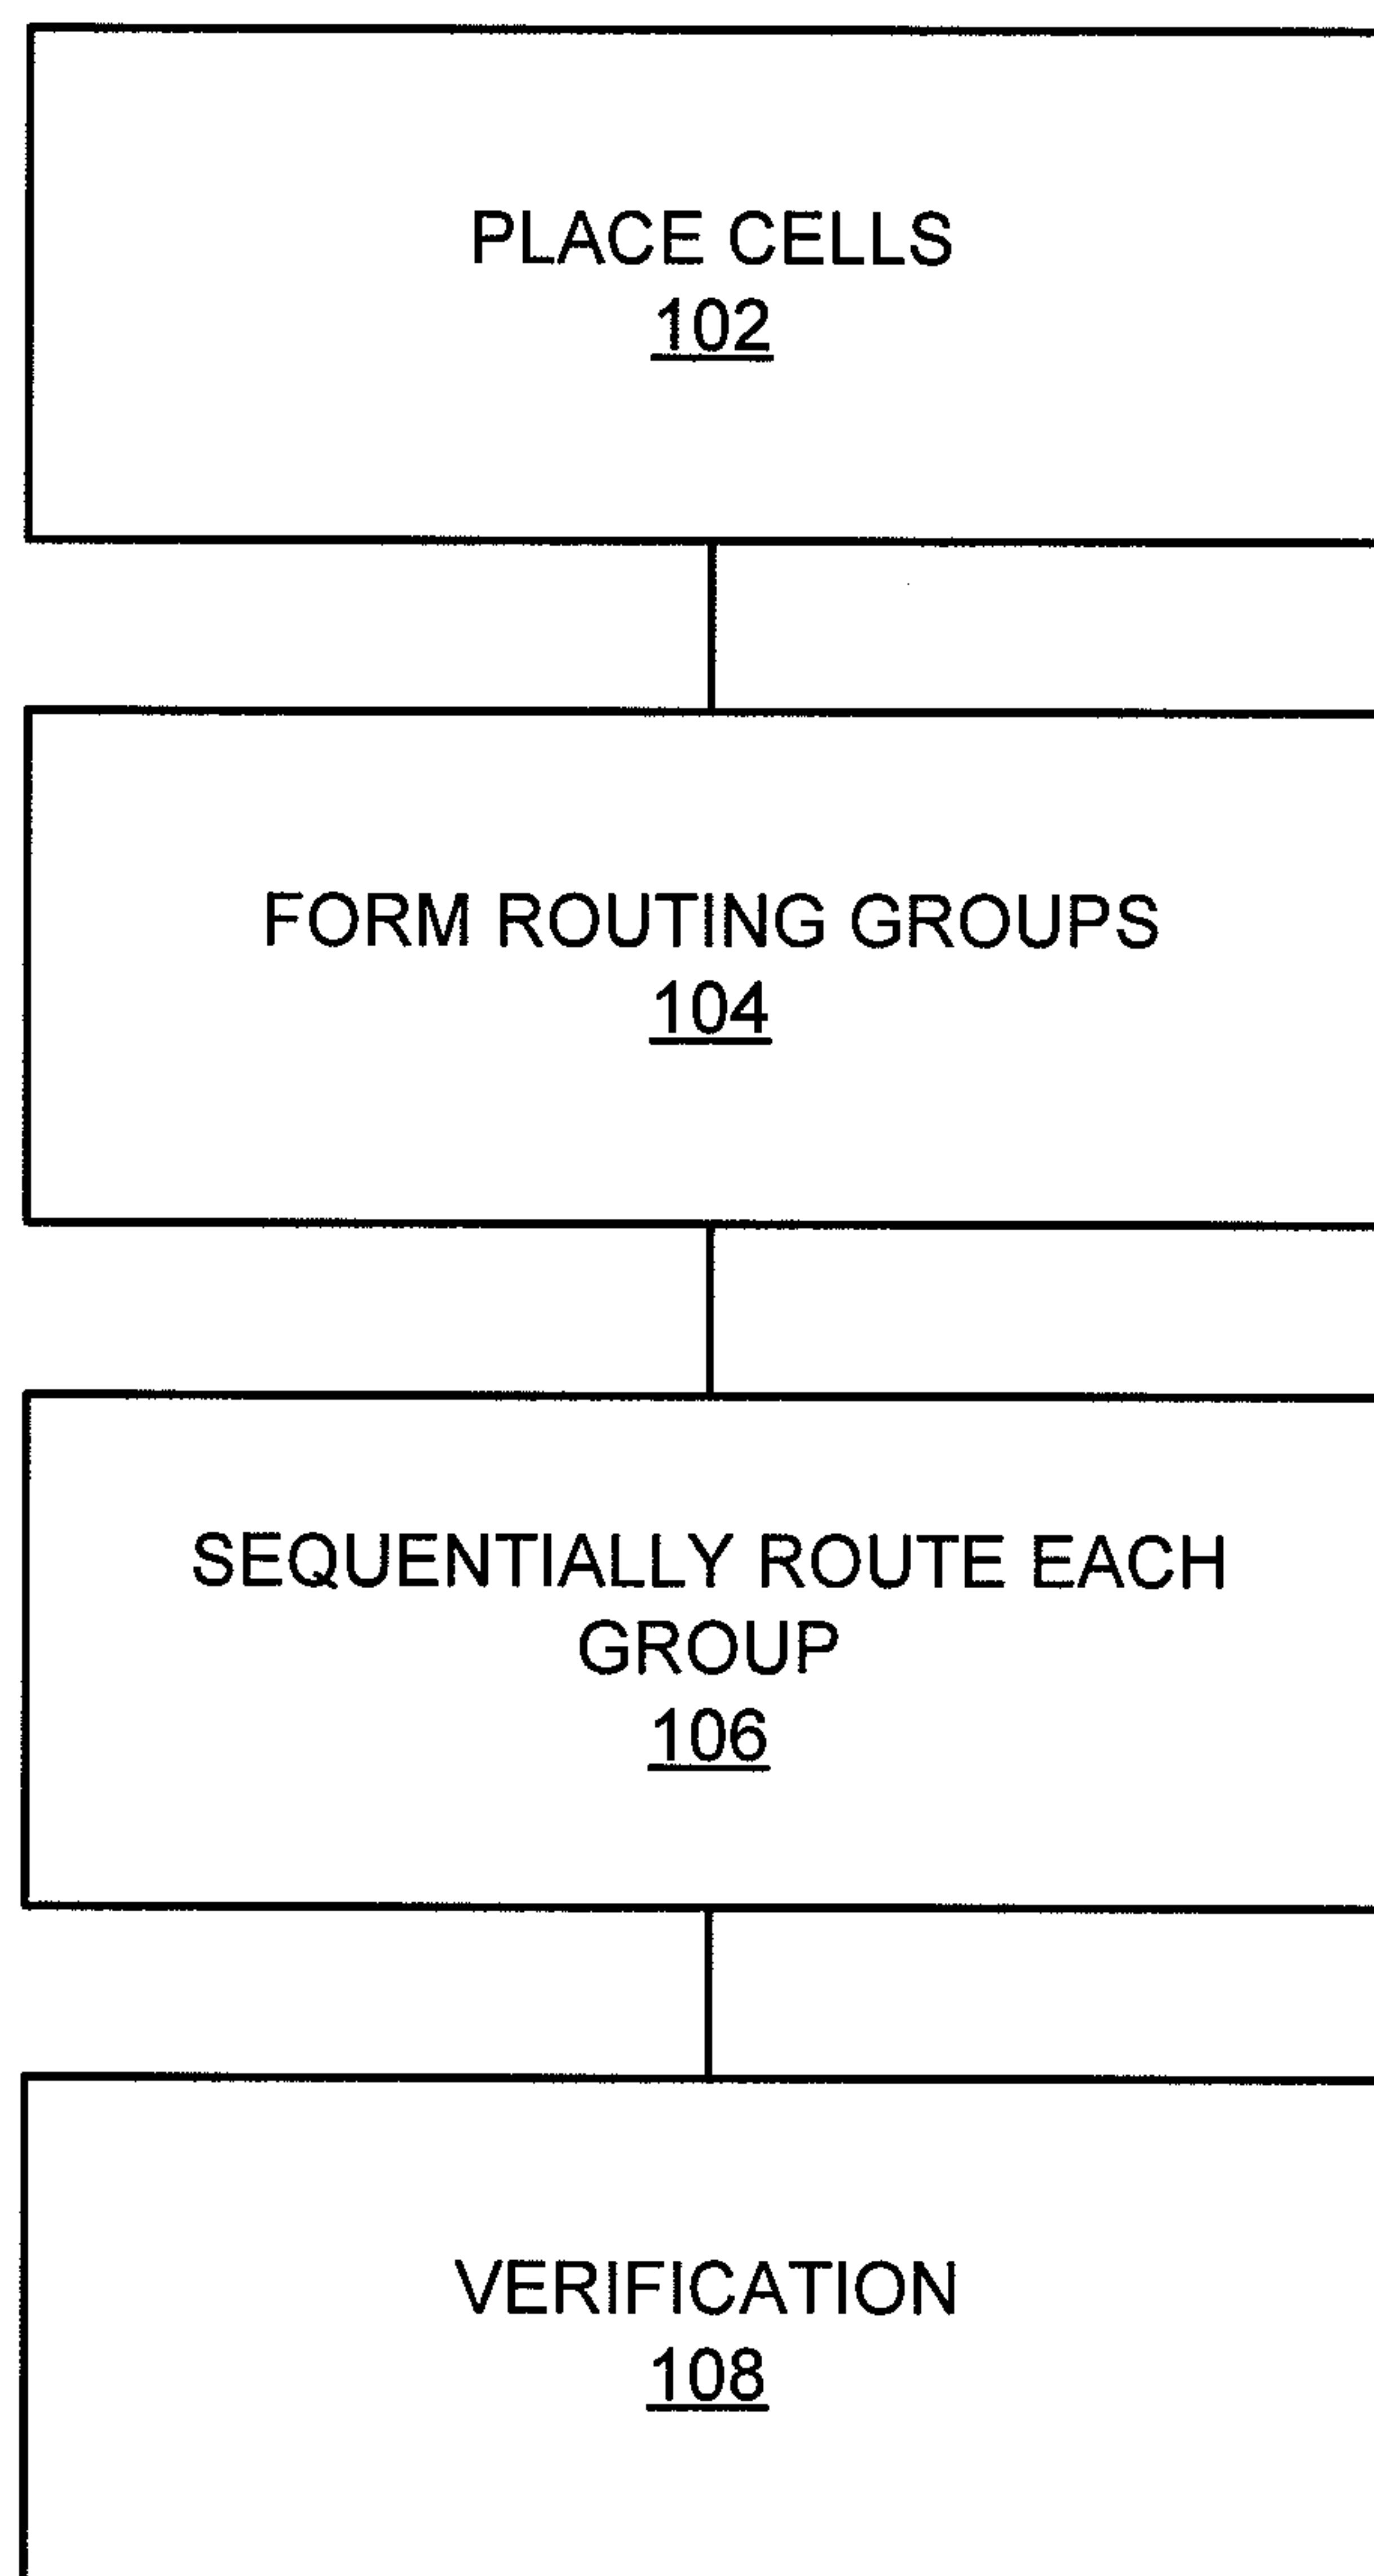 PLACE CELLS
102
FORM ROUTING GROUPS
104
SEQUENTIALLY ROUTE EACH
GROUP
106
VERIFICATION
108